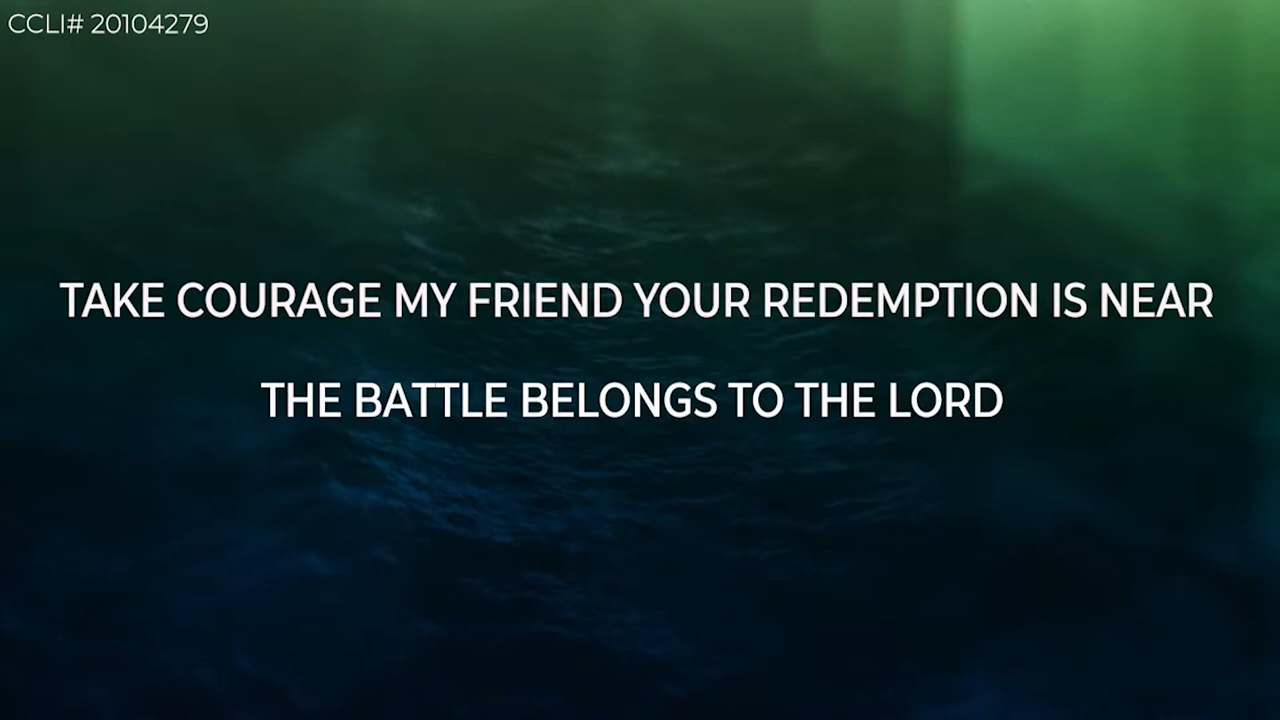 CCLI# 20104279
TAKE COURAGE MY FRIEND YOUR REDEMPTION IS NEAR
THE BATTLE BELONGS TO THE LORD